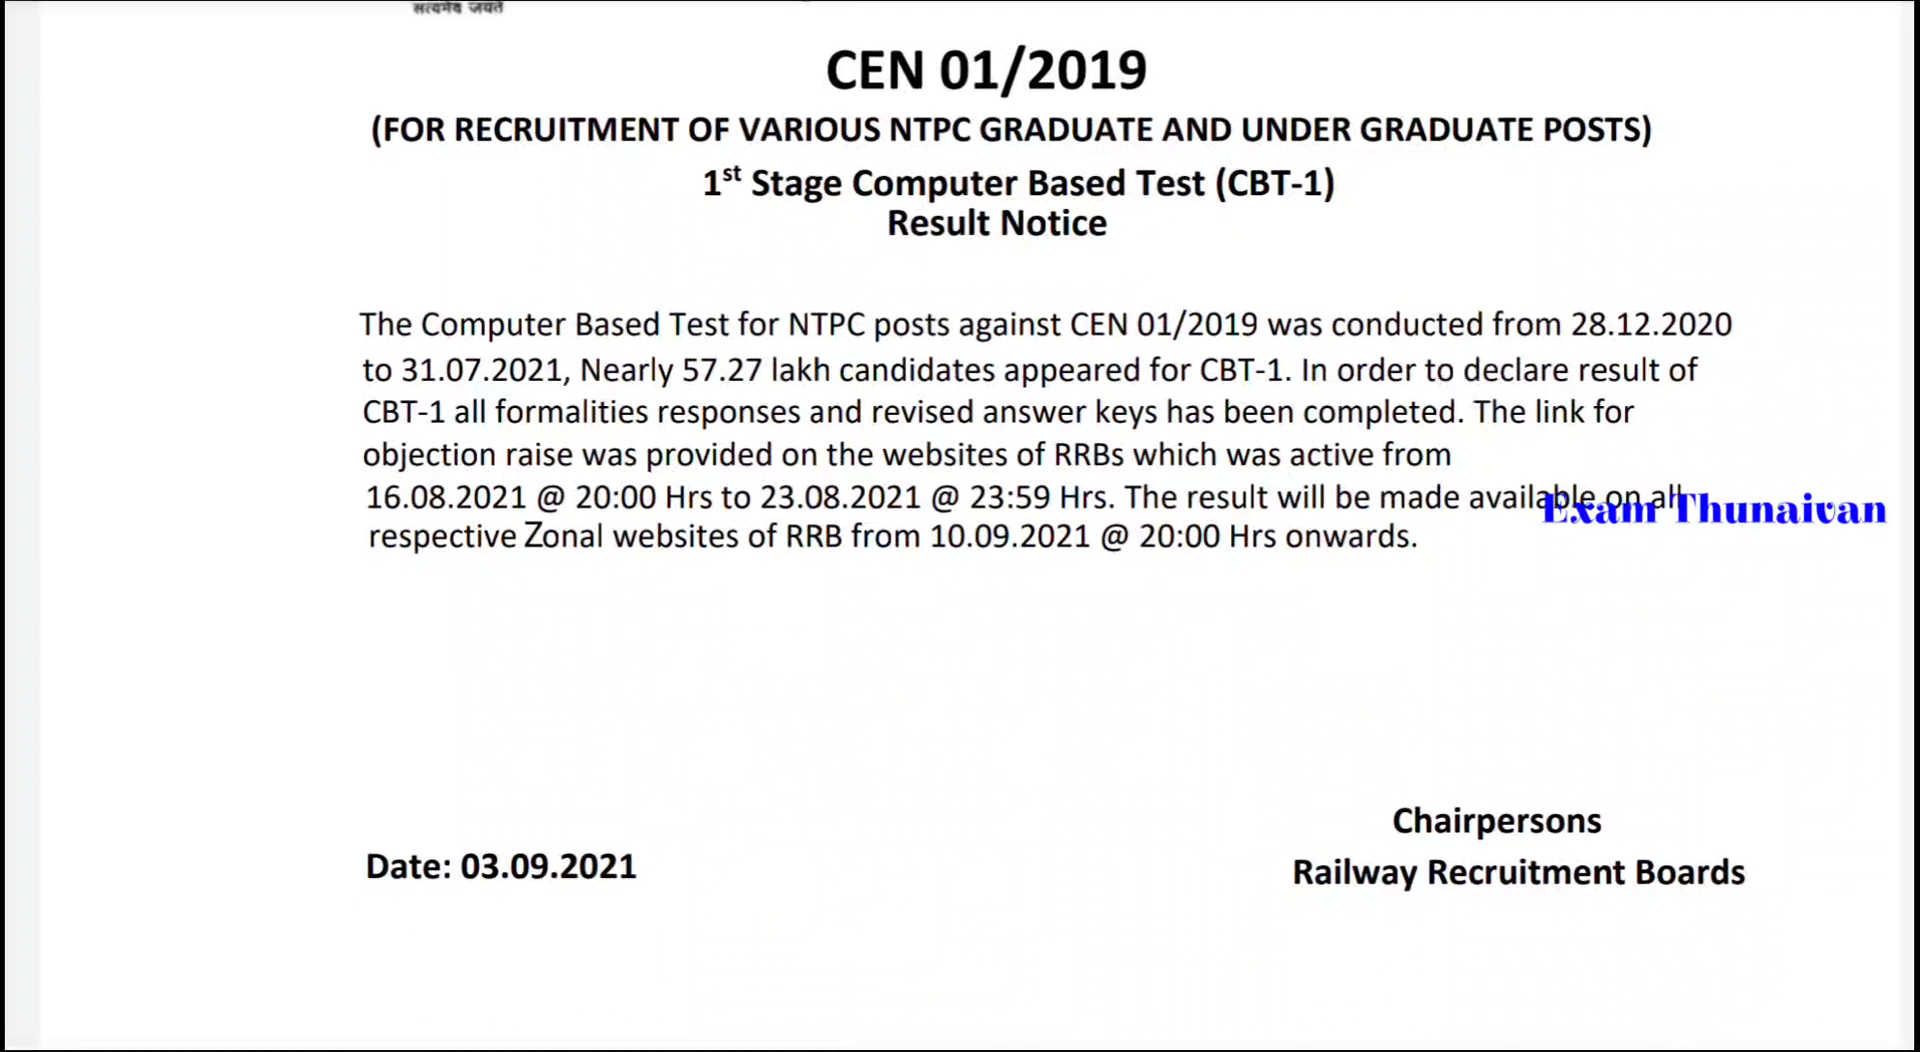 सत्यमेव जयते
CEN 01/2019
(FOR RECRUITMENT OF VARIOUS NTPC GRADUATE AND UNDER GRADUATE POSTS)
1st Stage Computer Based Test (CBT-1)
Result Notice
The Computer Based Test for NTPC posts against CEN 01/2019 was conducted from 28.12.2020
to 31.07.2021, Nearly 57.27 lakh candidates appeared for CBT-1. In order to declare result of
CBT-1 all formalities responses and revised answer keys has been completed. The link for
objection raise was provided on the websites of RRBs which was active from
16.08.2021 @ 20:00 Hrs to 23.08.2021 @ 23:59 Hrs. The result will be made available on all
Exam Thunaivan
respective Zonal websites of RRB from 10.09.2021 @ 20:00 Hrs onwards.
Chairpersons
Date: 03.09.2021
Railway Recruitment Boards